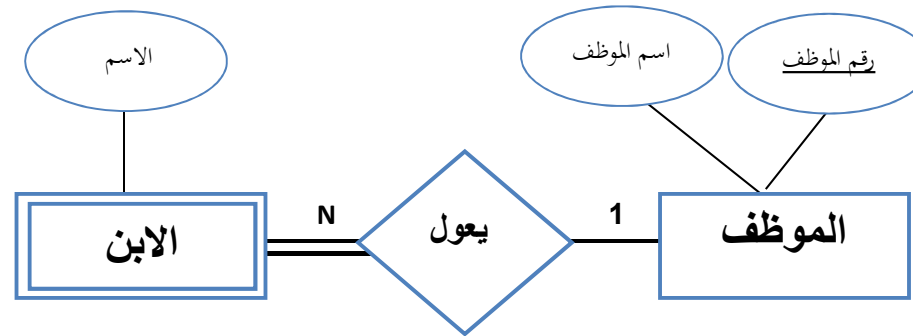 رقم الموظف
اسم الموظف
الاسم
الموظف
1
يعول
N
الابن